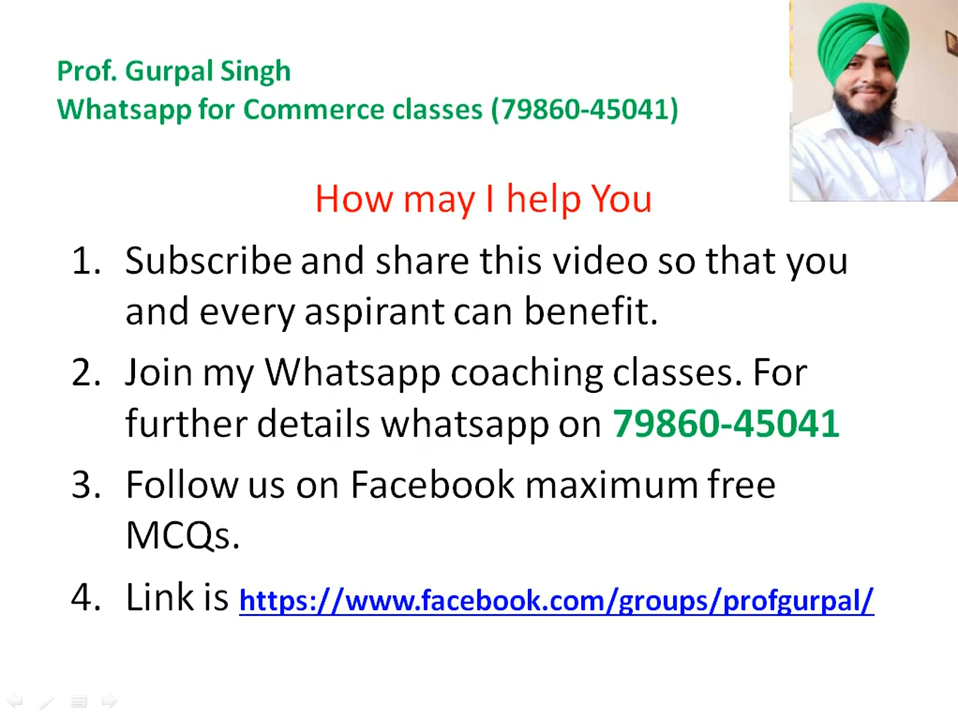 Prof. Gurpal Singh
Whatsapp for Commerce classes (79860-45041)
How may I help You
1. Subscribe and share this video so that you
and every aspirant can benefit.
2. Join my Whatsapp coaching classes. For
further details whatsapp on 79860-45041
3. Follow us on Facebook maximum free
MCQs.
4. Link is https://www.facebook.com/groups/profgurpal/